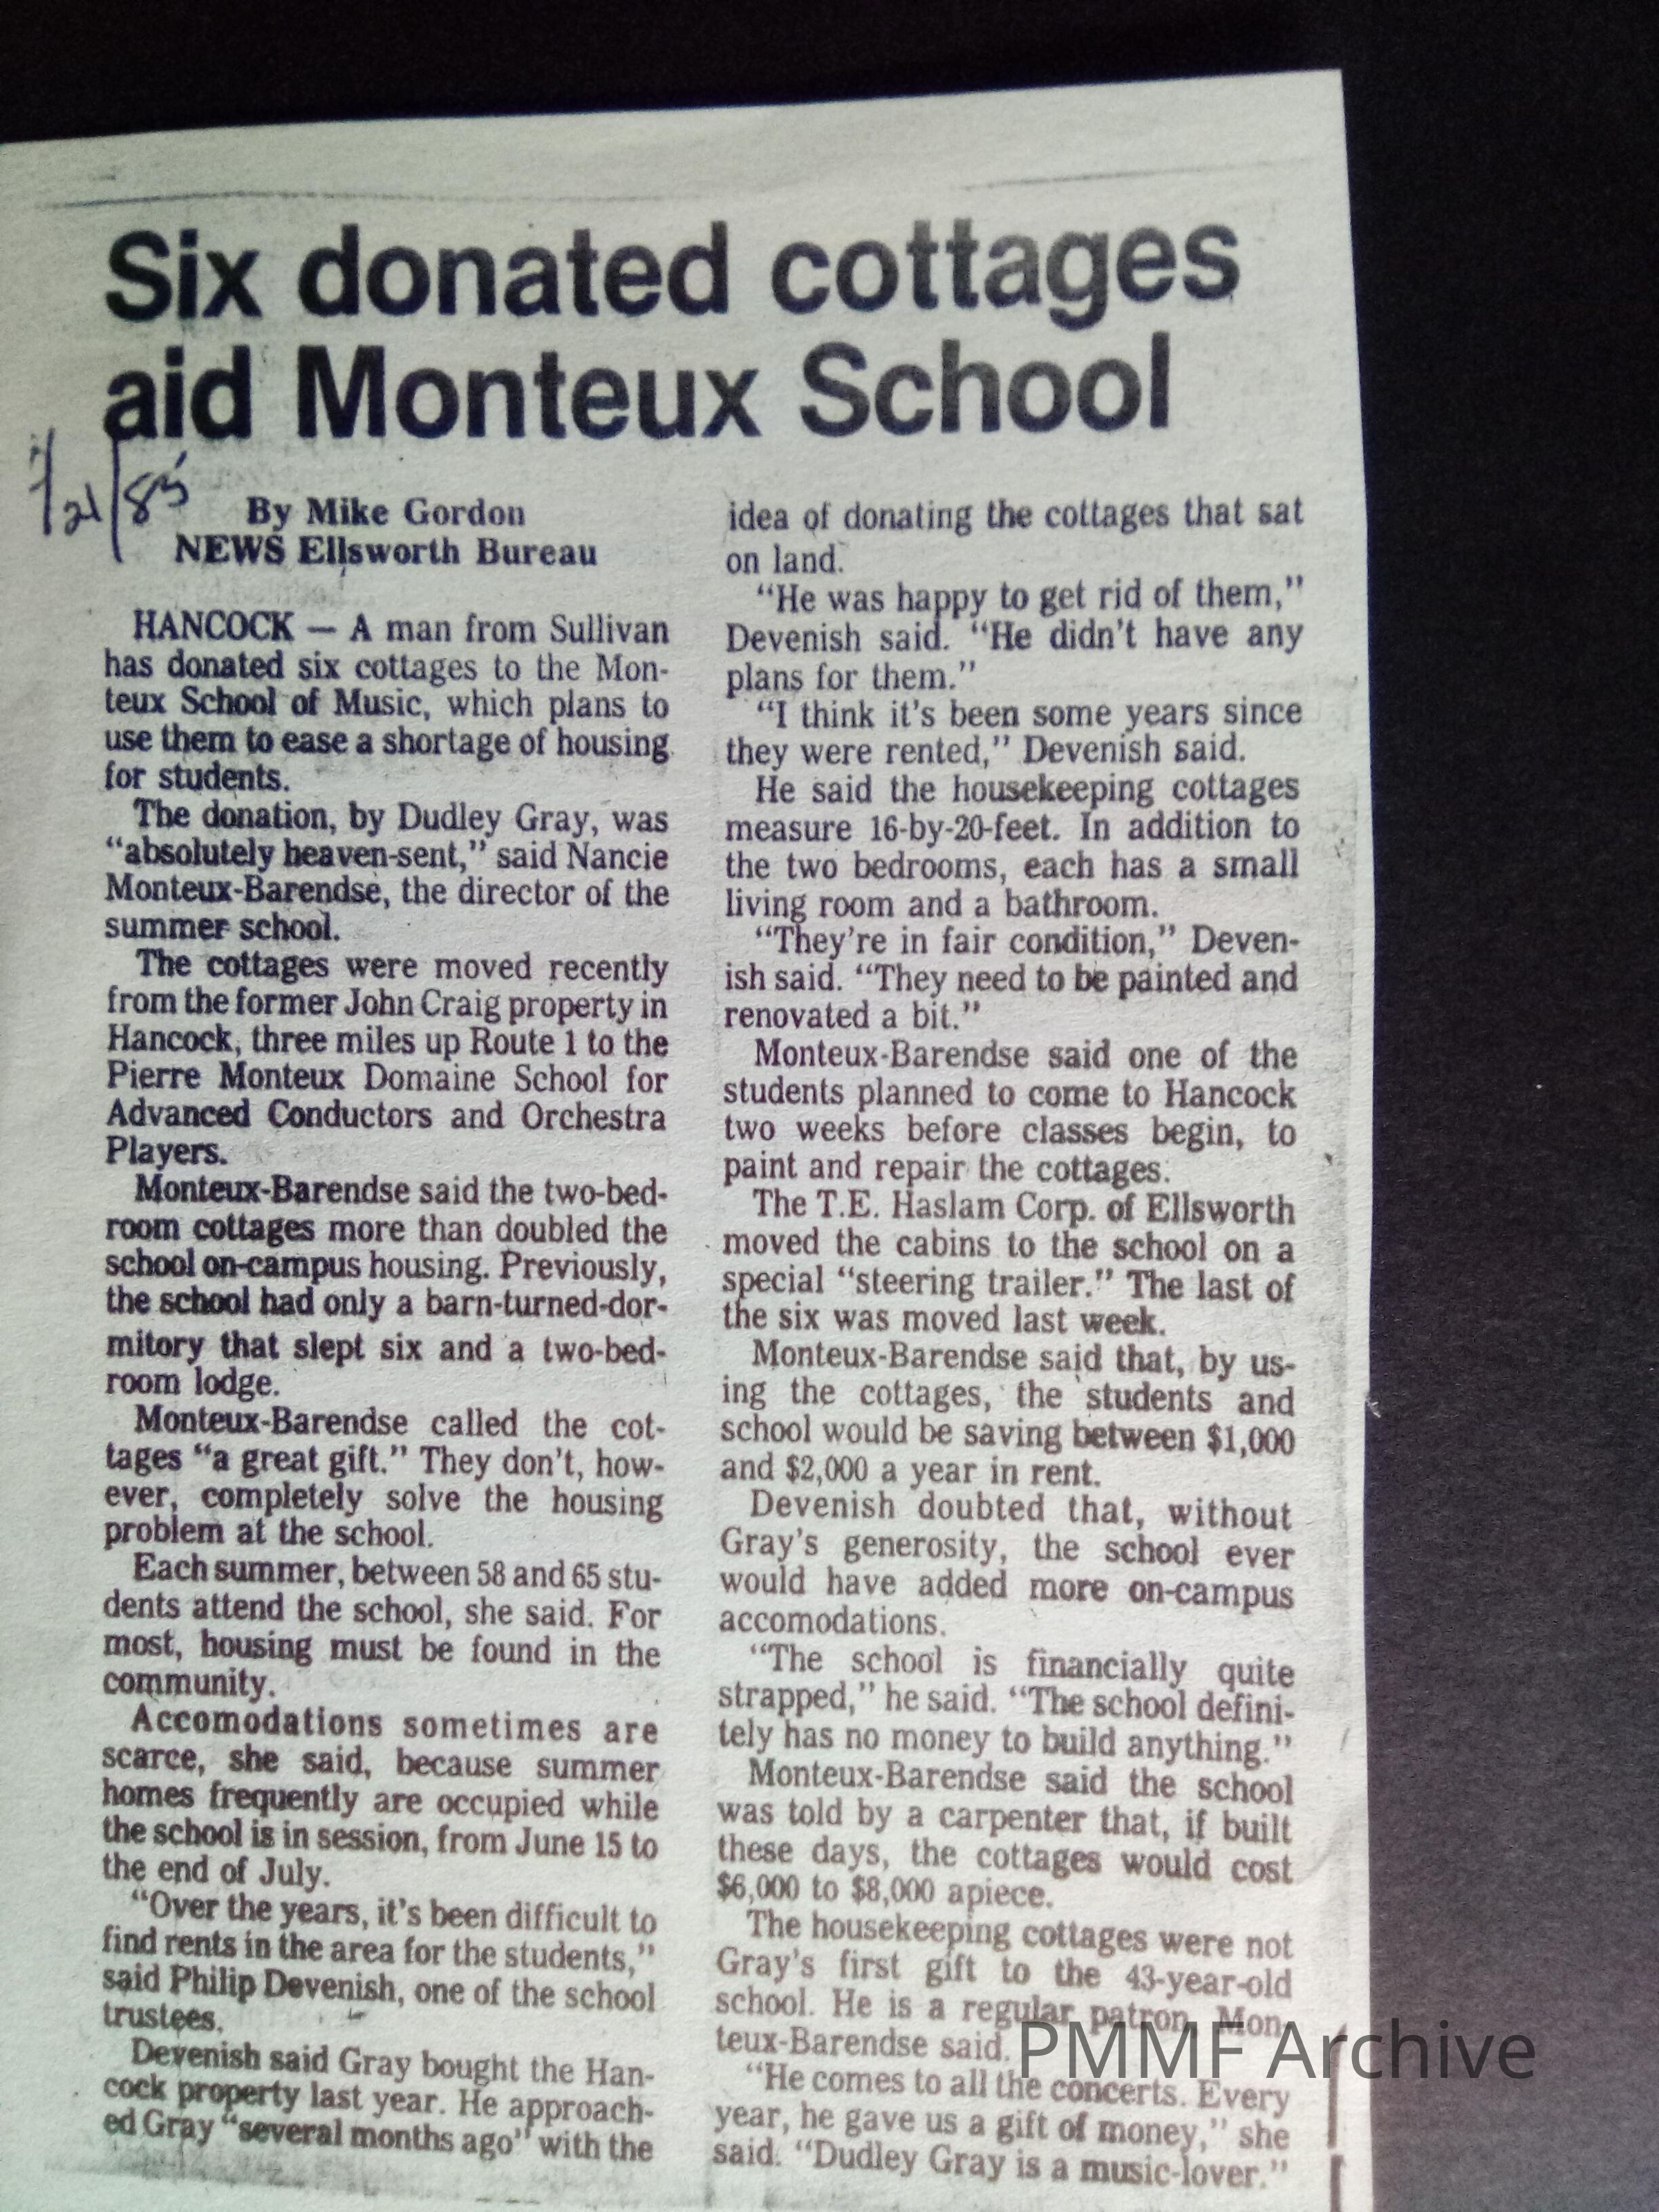 Six donated cottages
aid Monteux School
/21/85
By Mike Gordon
NEWS Ellsworth Bureau
HANCOCK — A man from Sullivan
has donated six cottages to the Mon-
teux School of Music, which plans to
use them to ease a shortage of housing
for students.
The donation, by Dudley Gray, was
“absolutely heaven-sent,” said Nancie
Monteux-Barendse, the director of the
summer school.
The cottages were moved recently
from the former John Craig property in
Hancock, three miles up Route 1 to the
Pierre Monteux Domaine School for
Advanced Conductors and Orchestra
Players.
Monteux-Barendse said the two-bed-
room cottages more than doubled the
school on-campus housing. Previously,
the school had only a barn-turned-dor-
mitory that slept six and a two-bed-
room lodge.
Monteux-Barendse called the cot-
tages “a great gift.” They don't, how-
ever, completely solve the housing
problem at the school.
Each summer, between 58 and 65 stu-
dents attend the school, she said. For
most, housing must be found in the
community.
Accomodations sometimes are
scarce, she said, because summer
homes frequently are occupied while
the school is in session, from June 15 to
the end of July.
“Over the years, it's been difficult to
find rents in the area for the students,”
said Philip Devenish, one of the school
trustees.
Devenish said Gray bought the Han-
cock property last year. He approach-
ed Gray “several months ago” with the
idea of donating the cottages that sat
on land.
“He was happy to get rid of them,”
Devenish said. “He didn't have any
plans for them.”
“I think it's been some years since
they were rented,” Devenish said.
He said the housekeeping cottages
measure 16-by-20-feet. In addition to
the two bedrooms, each has a small
living room and a bathroom.
“They're in fair condition,” Deven-
ish said. “They need to be painted and
renovated a bit.”
Monteux-Barendse said one of the
students planned to come to Hancock
two weeks before classes begin, to
paint and repair the cottages.
The T.E. Haslam Corp. of Ellsworth
moved the cabins to the school on a
special “steering trailer.” The last of
the six was moved last week.
Monteux-Barendse said that, by us-
ing the cottages, the students and
school would be saving between $1,000
and $2,000 a year in rent.
Devenish doubted that, without
Gray's generosity, the school ever
would have added more on-campus
accomodations.
“The school is financially quite
strapped,” he said. “The school defini-
tely has no money to build anything.”
Monteux-Barendse said the school
was told by a carpenter that, if built
these days, the cottages would cost
$6,000 to $8,000 apiece.
The housekeeping cottages were not
Gray's first gift to the 43-year-old
school. He is a regular patron, Mon-
teux-Barendse said.
“He comes to all the concerts. Every
year, he gave us a gift of money,” she
said. “Dudley Gray is a music-lover.”
PMMF Archive